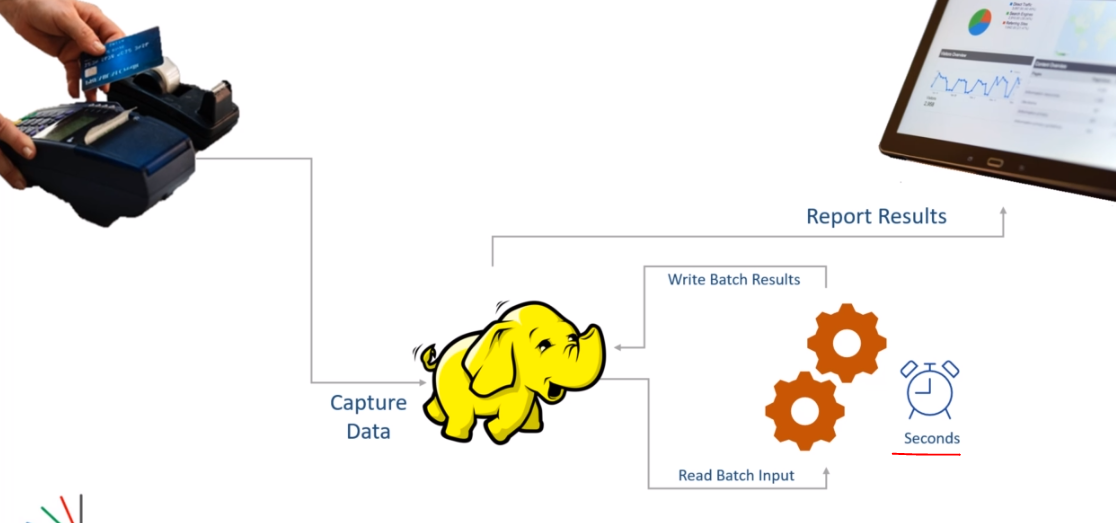 Report Results
Write Batch Results
Capture
Data
Seconds
Read Batch Input